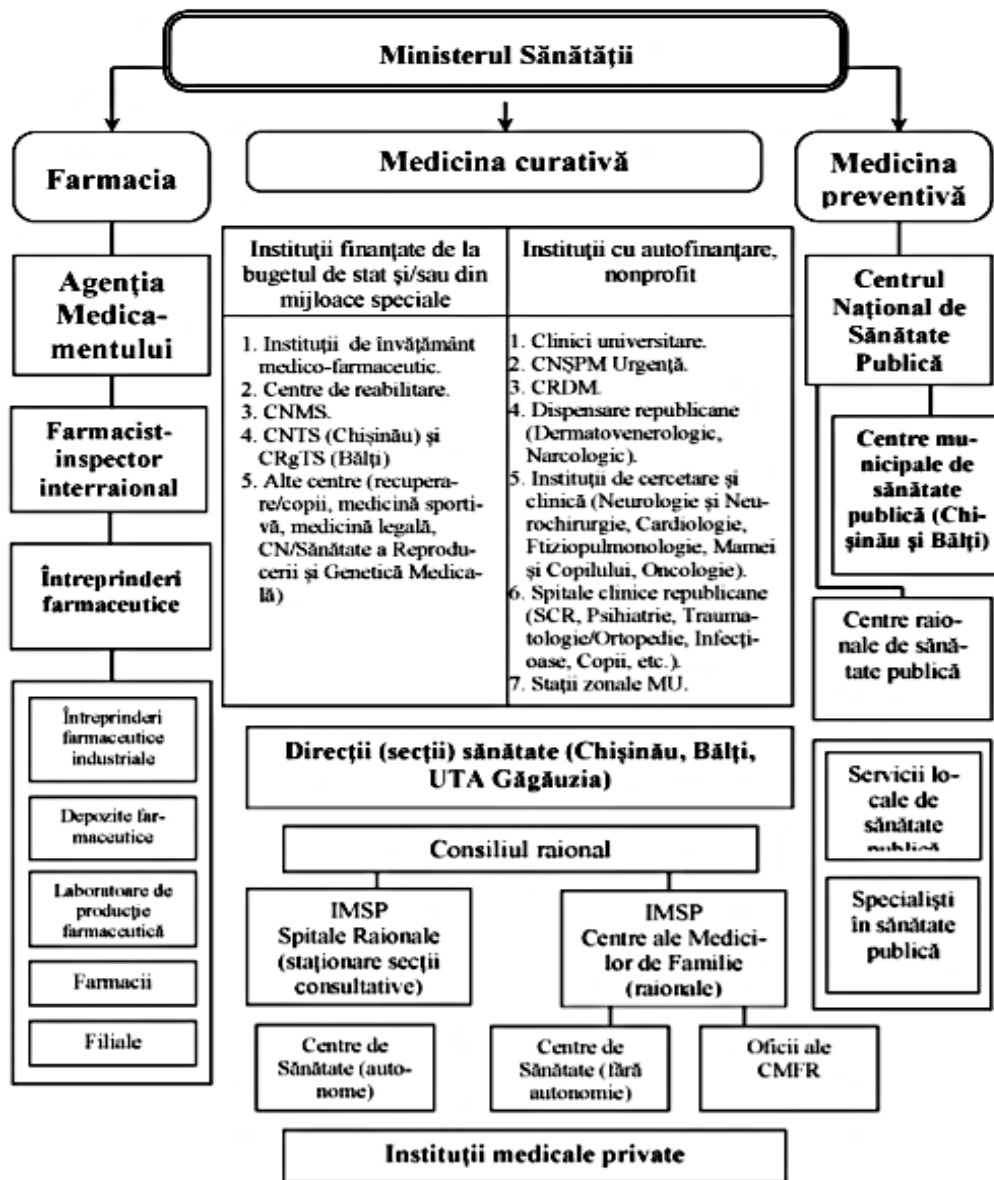 Ministerul Sănătății
Farmacia
Agenția
Medica-
mentului
Farmacist-
inspector
interraional
Întreprinderi
farmaceutice
Întreprinderi
farmaceutice
industriale
Depozite far-
maceutice
Laboratoare de
producție
farmaceutică
Farmacii
Filiale
Medicina curativă
Instituții finanțate de la
bugetul de stat și/sau din
mijloace speciale
1. Instituții de învățământ
medico-farmaceutic.
2. Centre de reabilitare.
3. CNMS.
4. CNTS (Chișinău) și
CRgTS (Bălți)
5. Alte centre (recupera-
re/copii, medicină sporti-
vă, medicină legală,
CN/Sănătate a Reprodu-
cerii și Genetică Medica-
lă)
Instituții cu autofinanțare,
nonprofit
1. Clinici universitare.
2. CNȘPM Urgență.
3. CRDM.
4. Dispensare republicane
(Dermatovenerologic,
Narcologic).
5. Instituții de cercetare și
clinică (Neurologie și Neu-
rochirurgie, Cardiologie,
Ftiziopulmonologie, Mamei
și Copilului, Oncologie).
6. Spitale clinice republicane
(SCR, Psihiatrie, Trauma-
tologie/Ortopedie, Infecți-
oase, Copii, etc.).
7. Stații zonale MU.
Direcții (secții) sănătate (Chișinău, Bălți,
UTA Găgăuzia)
Consiliul raional
IMSP
Spitale Raionale
(staționare secții
consultative)
IMSP
Centre ale Medici-
lor de Familie
(raionale)
Centre de
Sănătate (auto-
nome)
Centre de
Sănătate (fără
autonomie)
Oficii ale
CMFR
Instituții medicale private
Medicina
preventivă
Centrul
Național de
Sănătate
Publică
Centre mu-
nicipale de
sănătate
publică (Chi-
șinău și Bălți)
Centre raio-
nale de sănă-
tate publică
Servicii lo-
cale de
sănătate
publică
Specialiști
în sănătate
publică